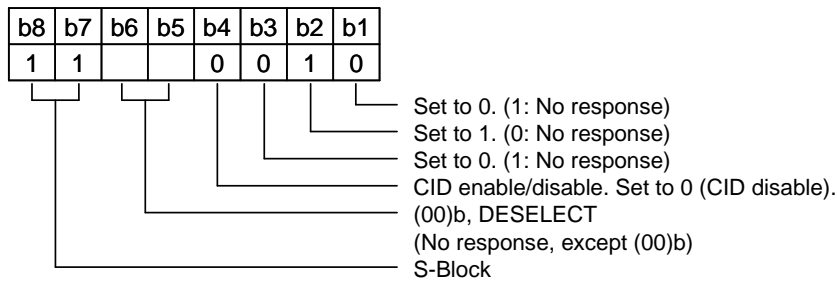 b8 b7 b6 b5 b4 b3 b2 b1
1 1 0 0 1 0
Set to 0. (1: No response)
Set to 1. (0: No response)
Set to 0. (1: No response)
CID enable/disable. Set to 0 (CID disable).
(00)b, DESELECT
(No response, except (00)b)
S-Block